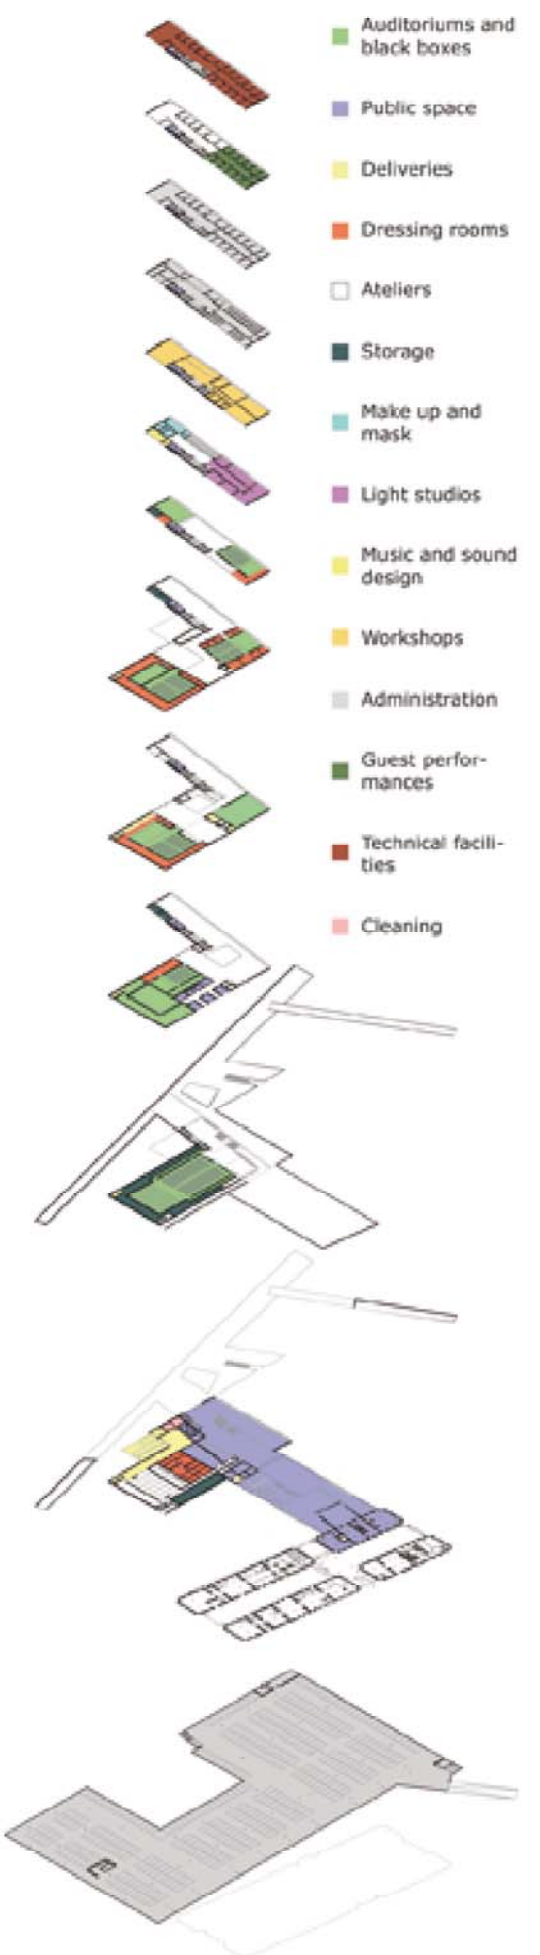 Auditoriums and
black boxes
Public space
Deliveries
Dressing rooms
Ateliers
Storage
Make up and
mask
Light studios
Music and sound
design
Workshops
Administration
Guest perfor-
mances
Technical facili-
ties
Cleaning